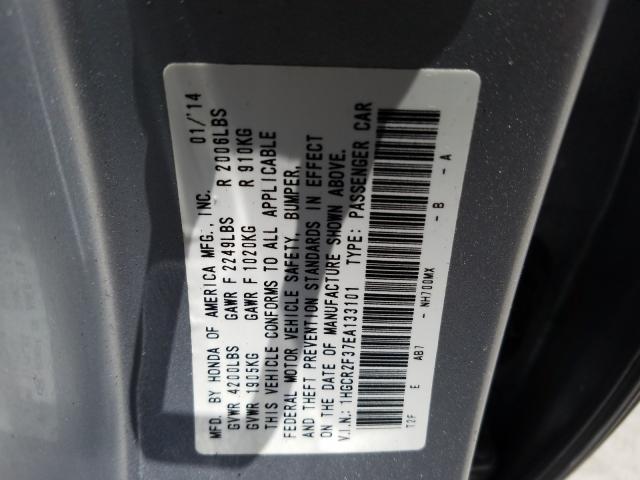 MFD. BY HONDA OF AMERICA MFG., INC. 01/'14
GVWR 4200LBS GAWR F 2249LBS R 2006LBS
GVWR 1905KG GAWR F 1020KG R 910KG
THIS VEHICLE CONFORMS TO ALL APPLICABLE
FEDERAL MOTOR VEHICLE SAFETY, BUMPER,
AND THEFT PREVENTION STANDARDS IN EFFECT
ON THE DATE OF MANUFACTURE SHOWN ABOVE.
V.I.N.: 1HGCR2F37EA133101 TYPE: PASSENGER CAR
T2F E AB7 - NH700MX - B - A